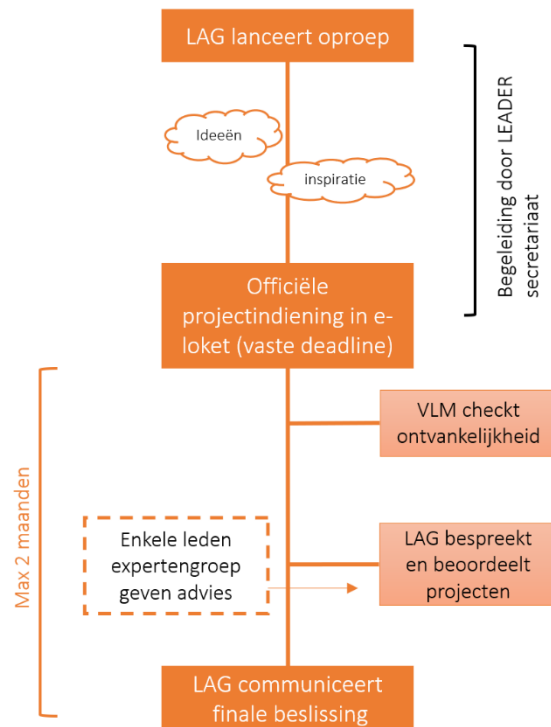 LAG lanceert oproep
Ideeën
inspiratie
Begeleiding door LEADER
secretariaat
Officiële
projectindiening in e-
loket (vaste deadline)
Max 2 maanden
VLM checkt
ontvankelijkheid
Enkele leden
expertengroep
geven advies
LAG bespreekt
en beoordeelt
projecten
LAG communiceert
finale beslissing